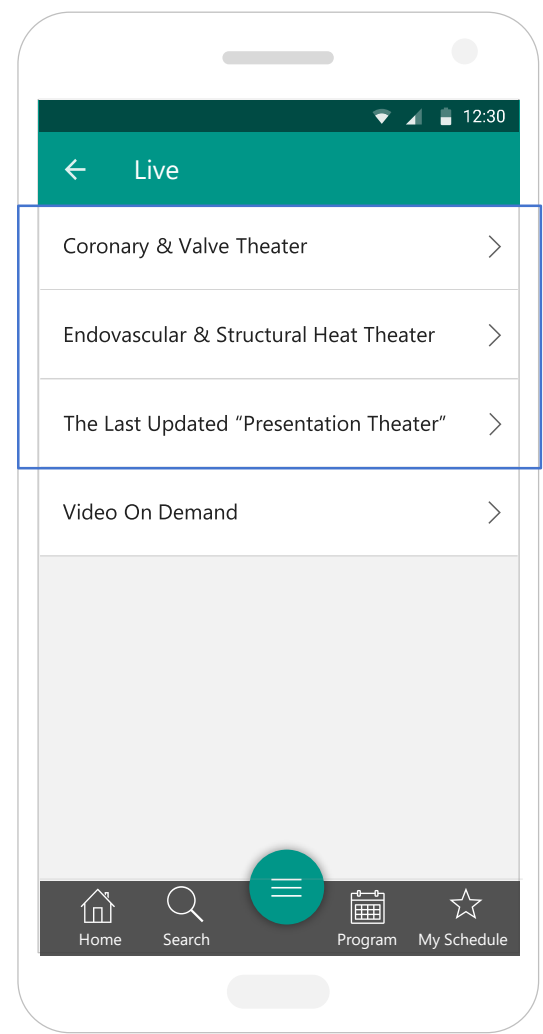 12:30
Live
Coronary & Valve Theater
Endovascular & Structural Heat Theater
The Last Updated “Presentation Theater”
Video On Demand
Home Search Program My Schedule